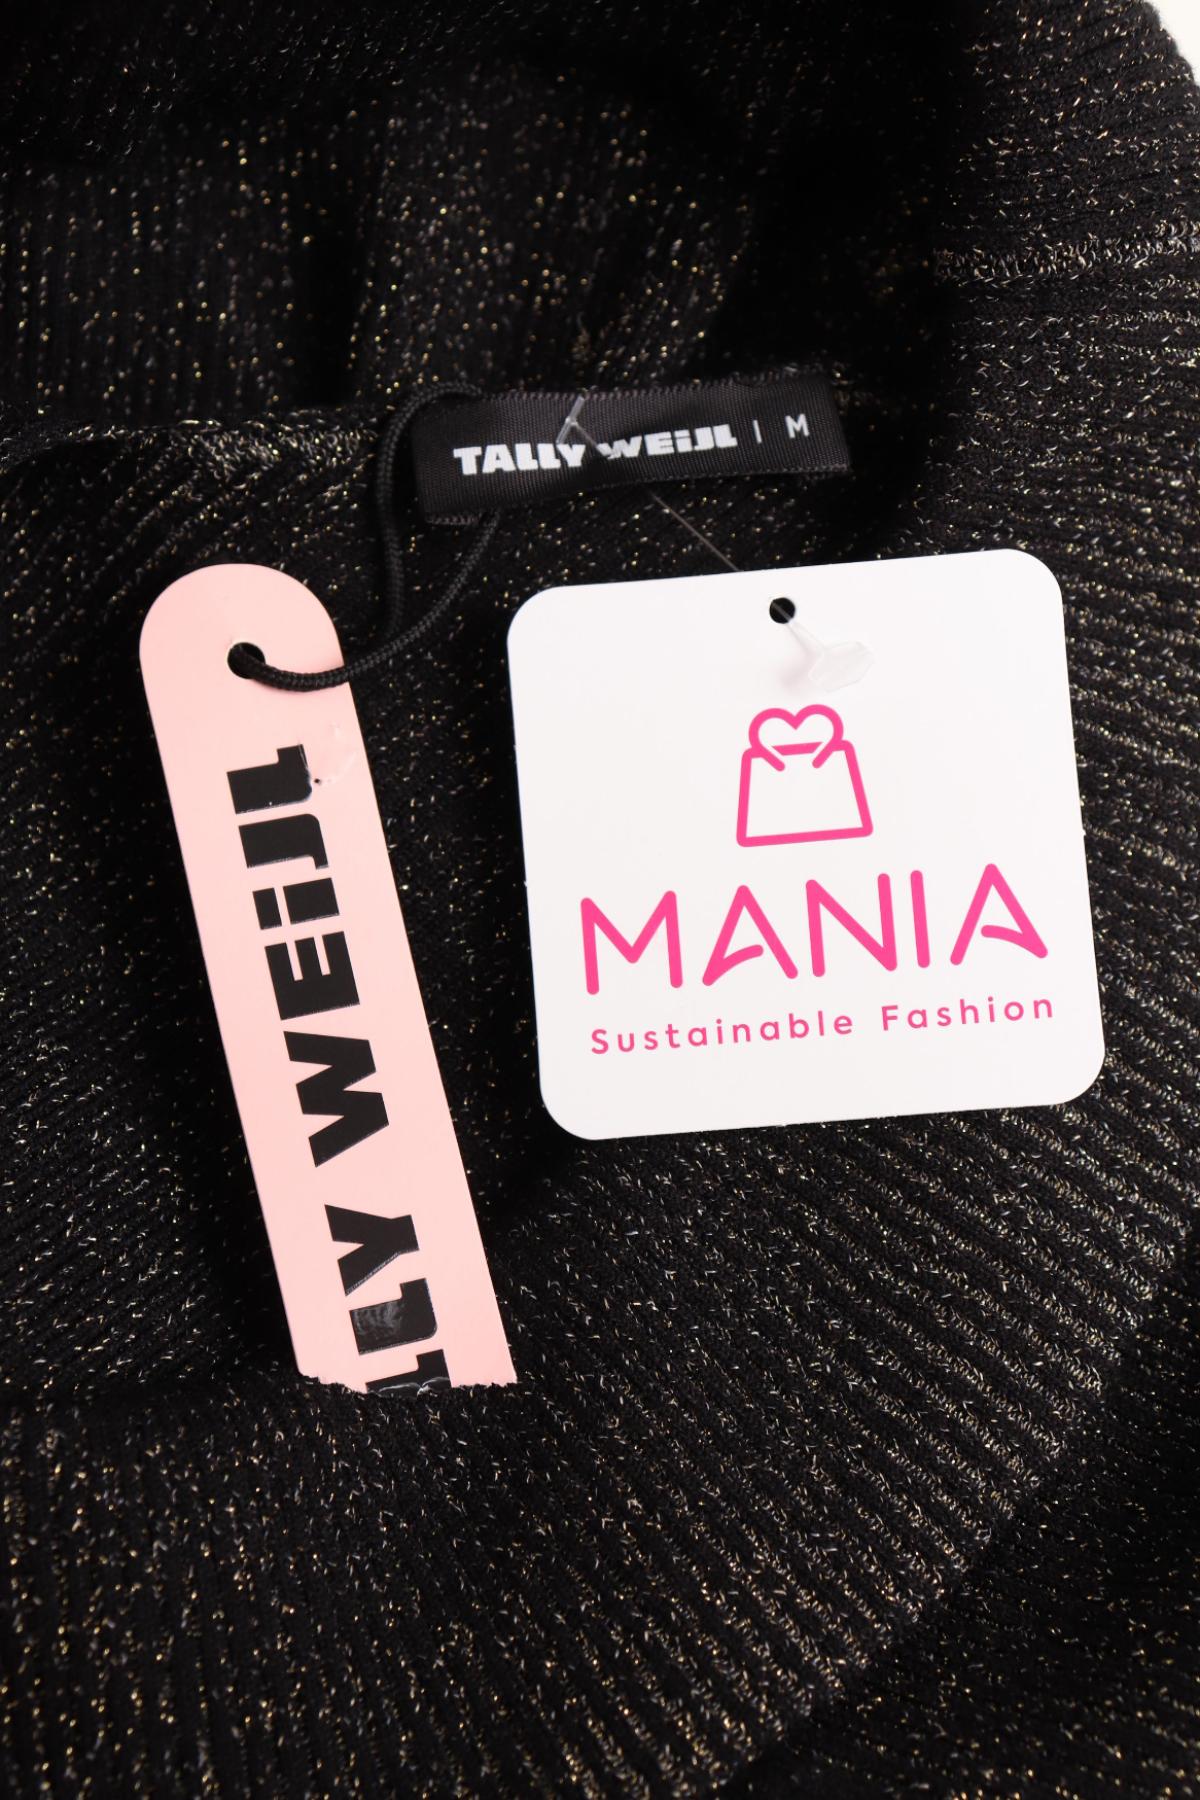 TALLY WEiJL | M
LLY WEiJL
MANIA
Sustainable Fashion